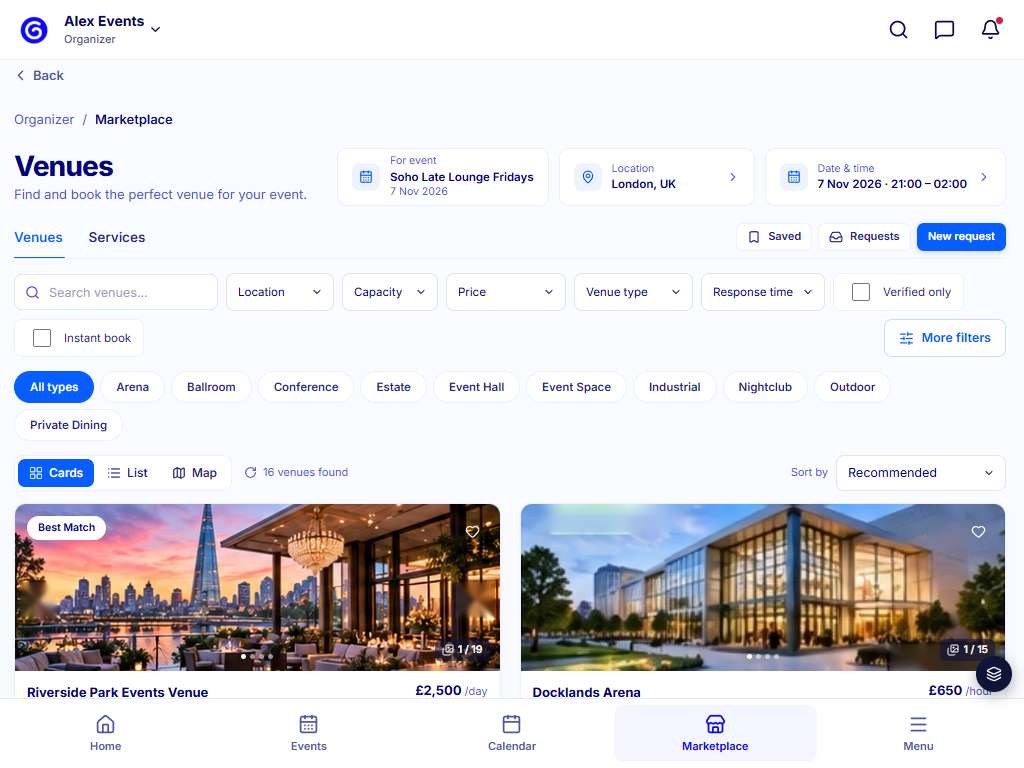 Alex Events
Organizer
Back
Organizer / Marketplace
Venues
Find and book the perfect venue for your event.
For event
Soho Late Lounge Fridays
7 Nov 2026
Location
London, UK
Date & time
7 Nov 2026 · 21:00 – 02:00
Venues Services
Saved Requests New request
Search venues... Location Capacity Price Venue type Response time Verified only
Instant book More filters
All types Arena Ballroom Conference Estate Event Hall Event Space Industrial Nightclub Outdoor
Private Dining
Cards List Map 16 venues found Sort by Recommended
Best Match
1 / 19
1 / 15
Riverside Park Events Venue £2,500 /day
Docklands Arena £650 /hour
Home Events Calendar Marketplace Menu